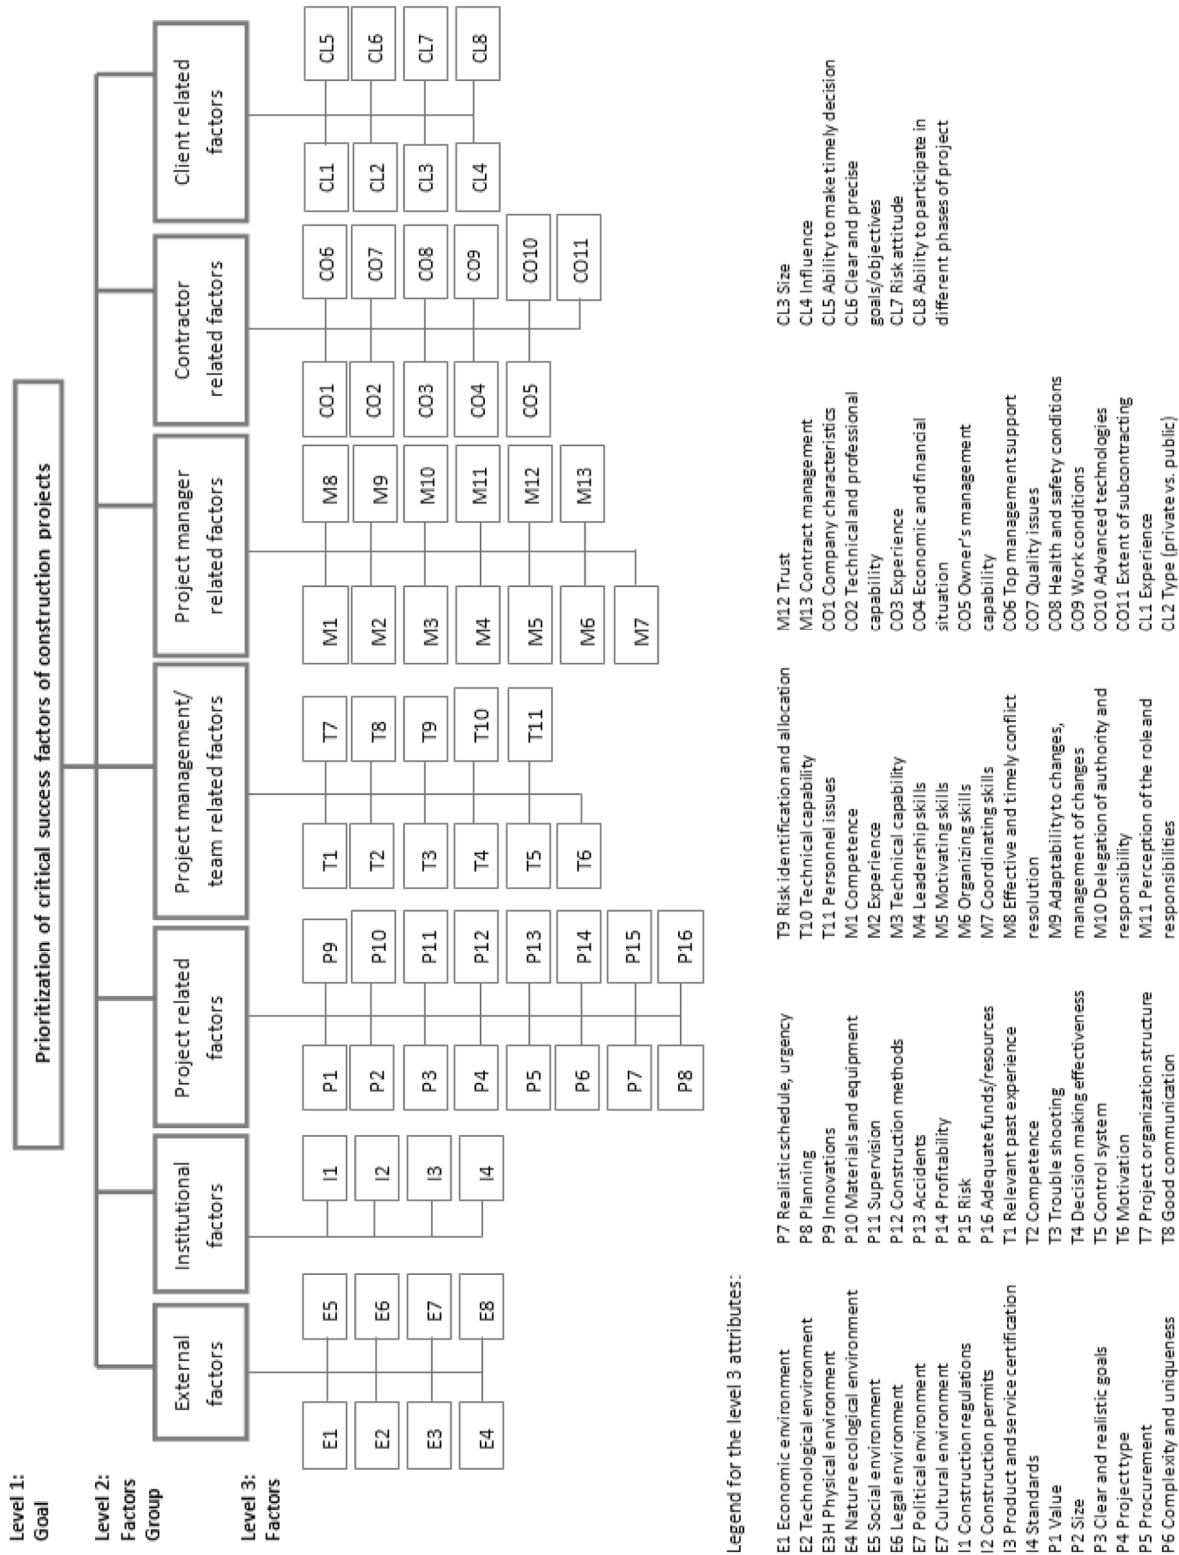 Level 1:
Goal
Prioritization of critical success factors of construction projects
Level 2:
Factors
Group
External
factors
Institutional
factors
Project related
factors
Project management/
team related factors
Project manager
related factors
Contractor
related factors
Client related
factors
Level 3:
Factors
E1 E5 I1 P1 P9 T1 T7 M1 M8 CO1 CO6 CL1 CL5
E2 E6 I2 P2 P10 T2 T8 M2 M9 CO2 CO7 CL2 CL6
E3 E7 I3 P3 P11 T3 T9 M3 M10 CO3 CO8 CL3 CL7
E4 E8 I4 P4 P12 T4 T10 M4 M11 CO4 CO9 CL4 CL8
P5 P13 T5 T11 M5 M12 CO5 CO10
P6 P14 T6 M6 M13 CO11
P7 P15 M7
P8 P16
Legend for the level 3 attributes:
E1 Economic environment
E2 Technological environment
E3H Physical environment
E4 Nature ecological environment
E5 Social environment
E6 Legal environment
E7 Political environment
E7 Cultural environment
I1 Construction regulations
I2 Construction permits
I3 Product and service certification
I4 Standards
P1 Value
P2 Size
P3 Clear and realistic goals
P4 Project type
P5 Procurement
P6 Complexity and uniqueness
P7 Realistic schedule, urgency
P8 Planning
P9 Innovations
P10 Materials and equipment
P11 Supervision
P12 Construction methods
P13 Accidents
P14 Profitability
P15 Risk
P16 Adequate funds/resources
T1 Relevant past experience
T2 Competence
T3 Trouble shooting
T4 Decision making effectiveness
T5 Control system
T6 Motivation
T7 Project organization structure
T8 Good communication
T9 Risk identification and allocation
T10 Technical capability
T11 Personnel issues
M1 Competence
M2 Experience
M3 Technical capability
M4 Leadership skills
M5 Motivating skills
M6 Organizing skills
M7 Coordinating skills
M8 Effective and timely conflict
resolution
M9 Adaptability to changes,
management of changes
M10 Delegation of authority and
responsibility
M11 Perception of the role and
responsibilities
M12 Trust
M13 Contract management
CO1 Company characteristics
CO2 Technical and professional
capability
CO3 Experience
CO4 Economic and financial
situation
CO5 Owner's management
capability
CO6 Top management support
CO7 Quality issues
CO8 Health and safety conditions
CO9 Work conditions
CO10 Advanced technologies
CO11 Extent of subcontracting
CL1 Experience
CL2 Type (private vs. public)
CL3 Size
CL4 Influence
CL5 Ability to make timely decision
CL6 Clear and precise
goals/objectives
CL7 Risk attitude
CL8 Ability to participate in
different phases of project